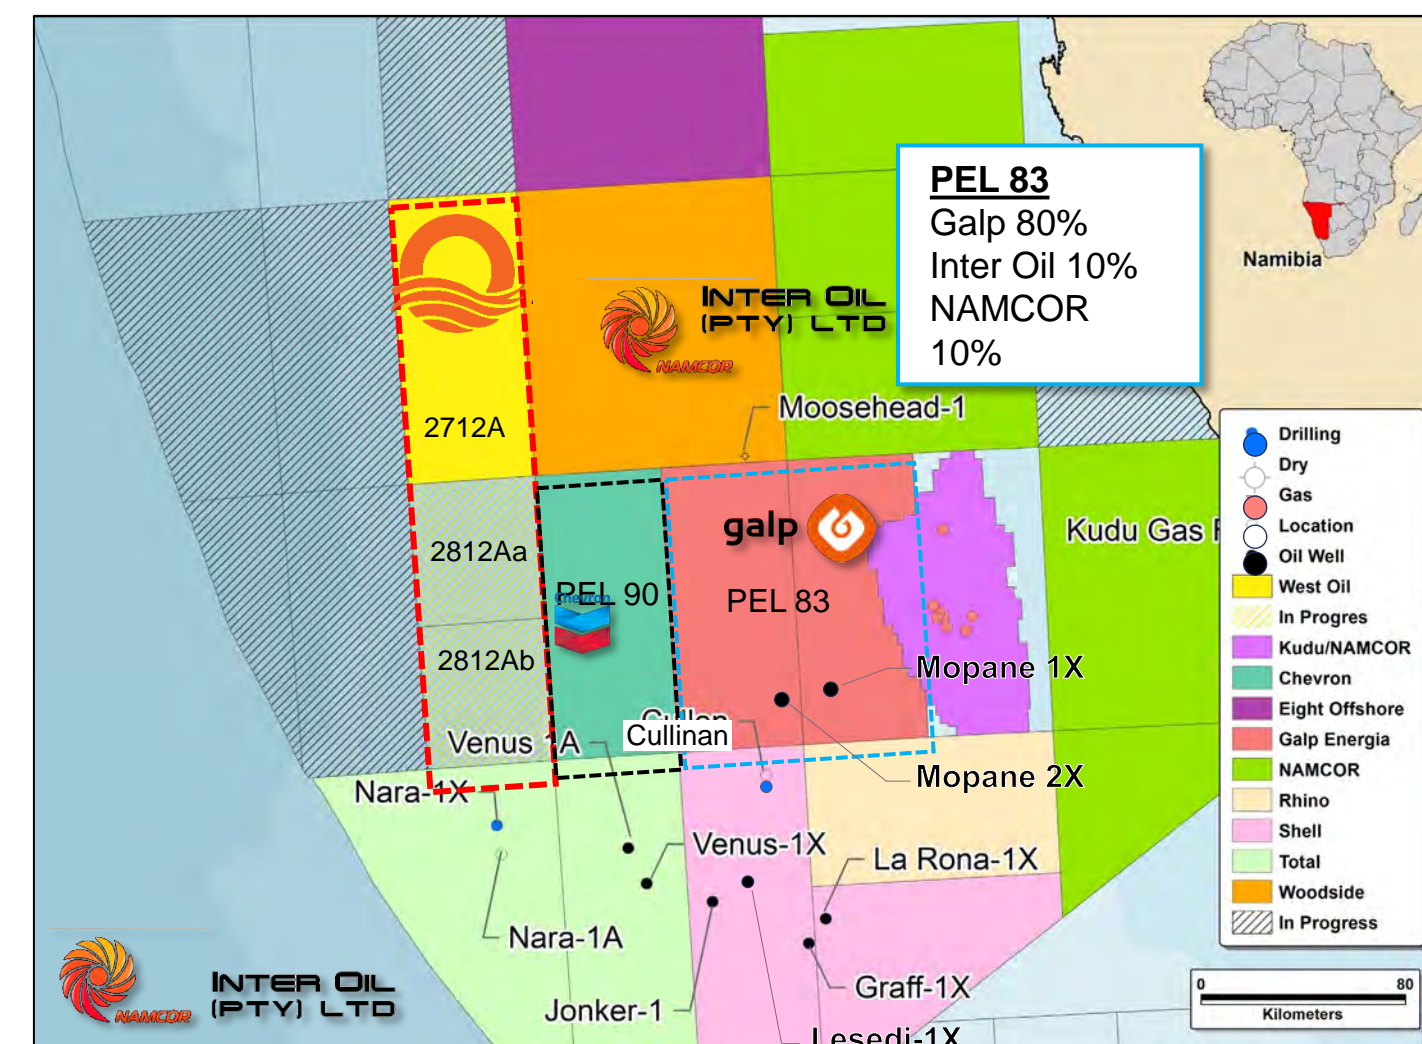 PEL 83
Galp 80%
Inter Oil 10%
NAMCOR
10%
Namibia
INTER OIL
(PTY) LTD
NAMCOR
2712A
Moosehead-1
galp
Kudu Gas
2812Aa
PEL 90
Chevron
PEL 83
2812Ab
Mopane 1X
Venus 1A
Cullinan
Mopane 2X
Nara-1X
Venus-1X
La Rona-1X
Nara-1A
Graff-1X
Jonker-1
Lesedi-1X
INTER OIL
(PTY) LTD
NAMCOR
Drilling
Dry
Gas
Location
Oil Well
West Oil
In Progres
Kudu/NAMCOR
Chevron
Eight Offshore
Galp Energia
NAMCOR
Rhino
Shell
Total
Woodside
In Progress
0 80
Kilometers